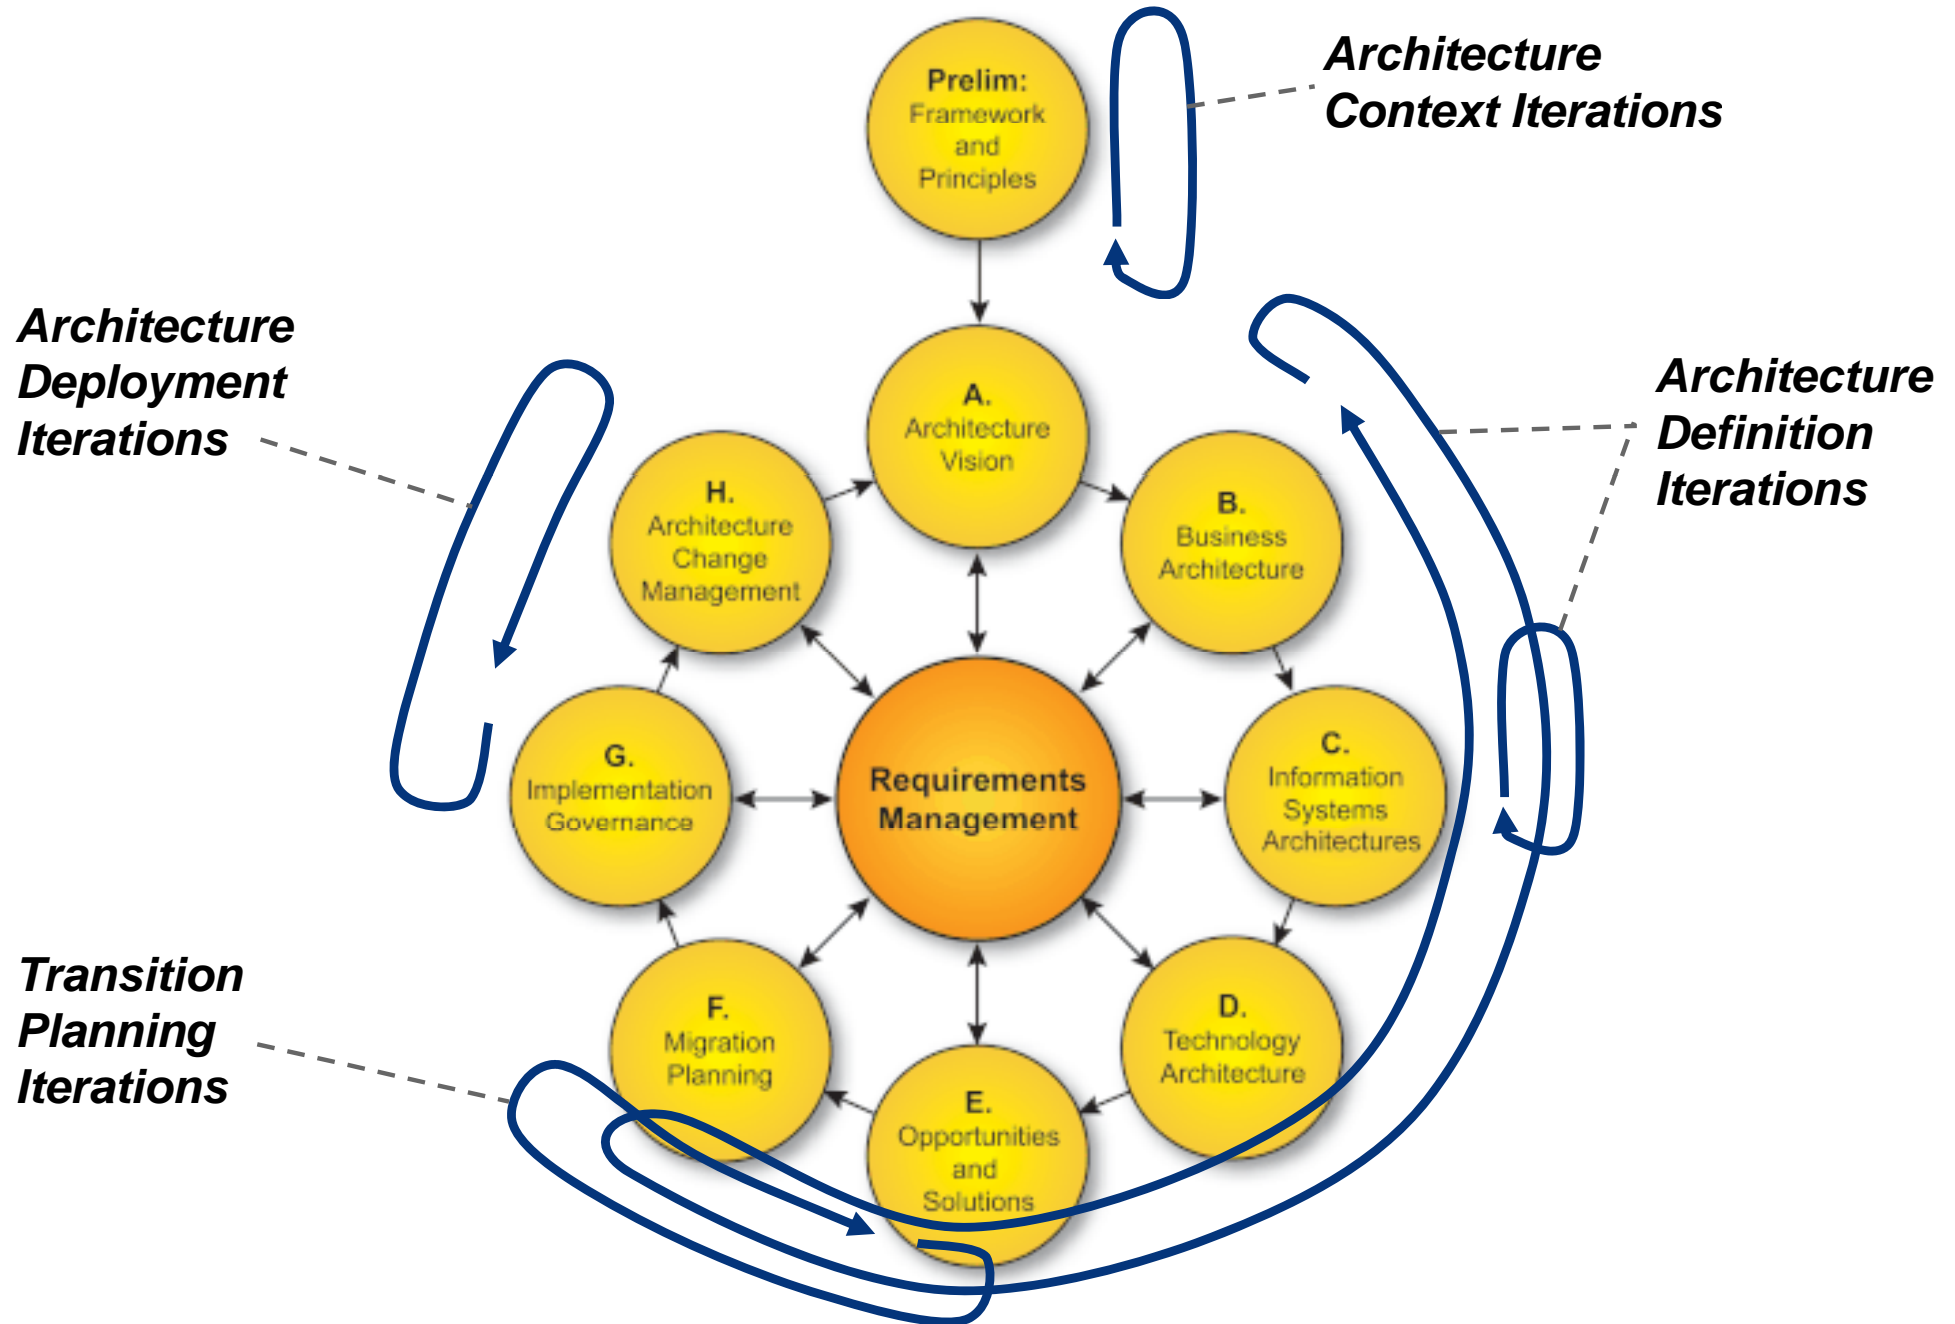 Architecture
Context Iterations
Prelim:
Framework
and
Principles
Architecture
Deployment
Iterations
Architecture
Definition
Iterations
A.
Architecture
Vision
H.
Architecture
Change
Management
B.
Business
Architecture
G.
Implementation
Governance
Requirements
Management
C.
Information
Systems
Architectures
Transition
Planning
Iterations
F.
Migration
Planning
D.
Technology
Architecture
E.
Opportunities
and
Solutions